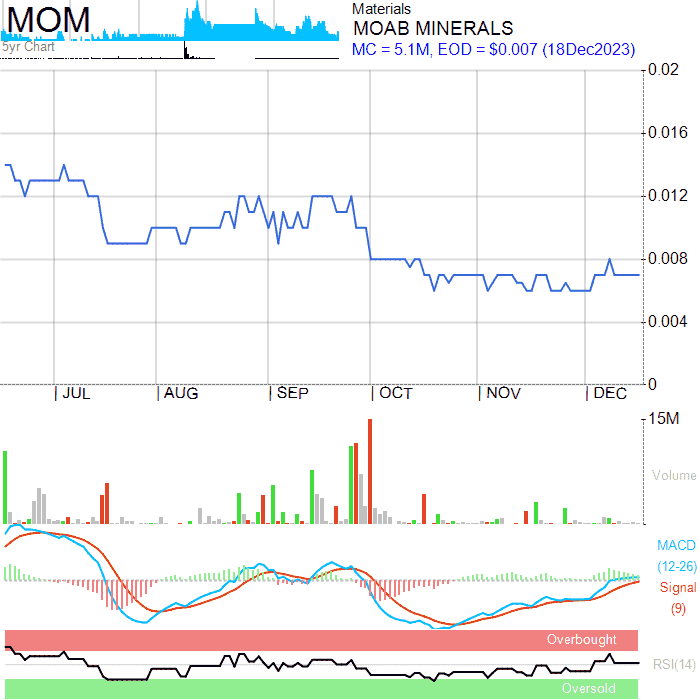 MOM
5yr Chart
Materials
MOAB MINERALS
MC = 5.1M, EOD = $0.007 (18Dec2023)
0.02
0.016
0.012
0.008
0.004
0
JUL
AUG
SEP
OCT
NOV
DEC
15M
Volume
MACD
(12-26)
Signal
(9)
Overbought
RSI(14)
Oversold